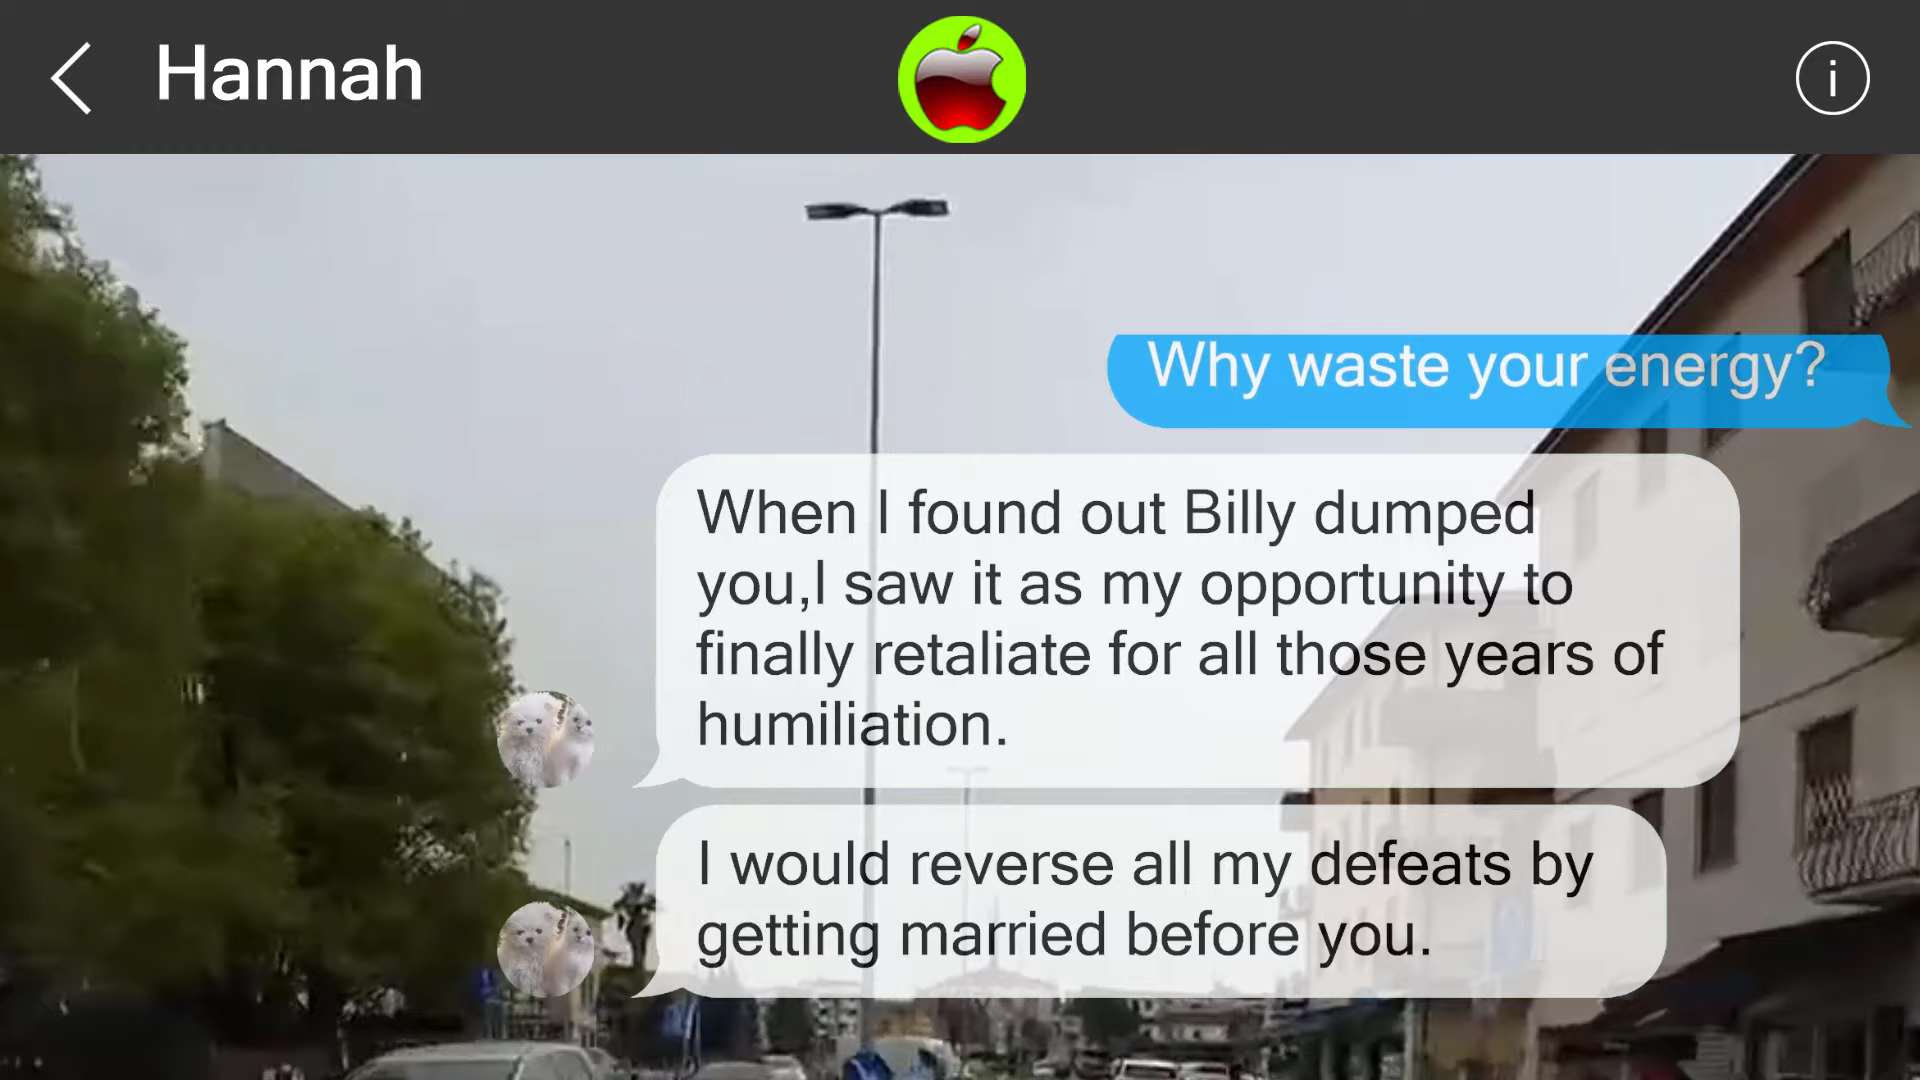 Hannah
i
Why waste your energy?
When I found out Billy dumped
you,I saw it as my opportunity to
finally retaliate for all those years of
humiliation.
I would reverse all my defeats by
getting married before you.